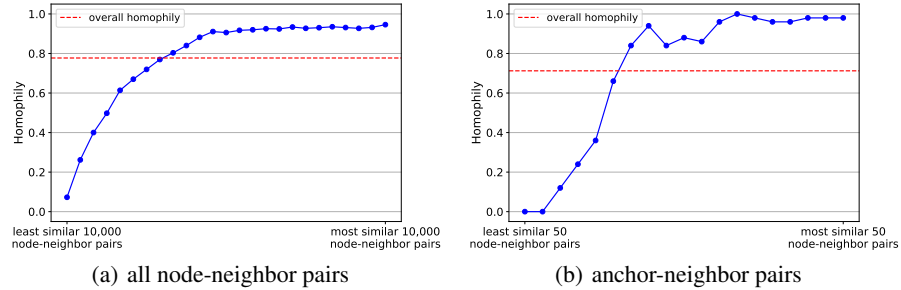 overall homophily
1.0
0.8
0.6
0.4
0.2
0.0
Homophily
least similar 10,000
node-neighbor pairs
most similar 10,000
node-neighbor pairs
(a) all node-neighbor pairs
overall homophily
1.0
0.8
0.6
0.4
0.2
0.0
Homophily
least similar 50
node-neighbor pairs
most similar 50
node-neighbor pairs
(b) anchor-neighbor pairs